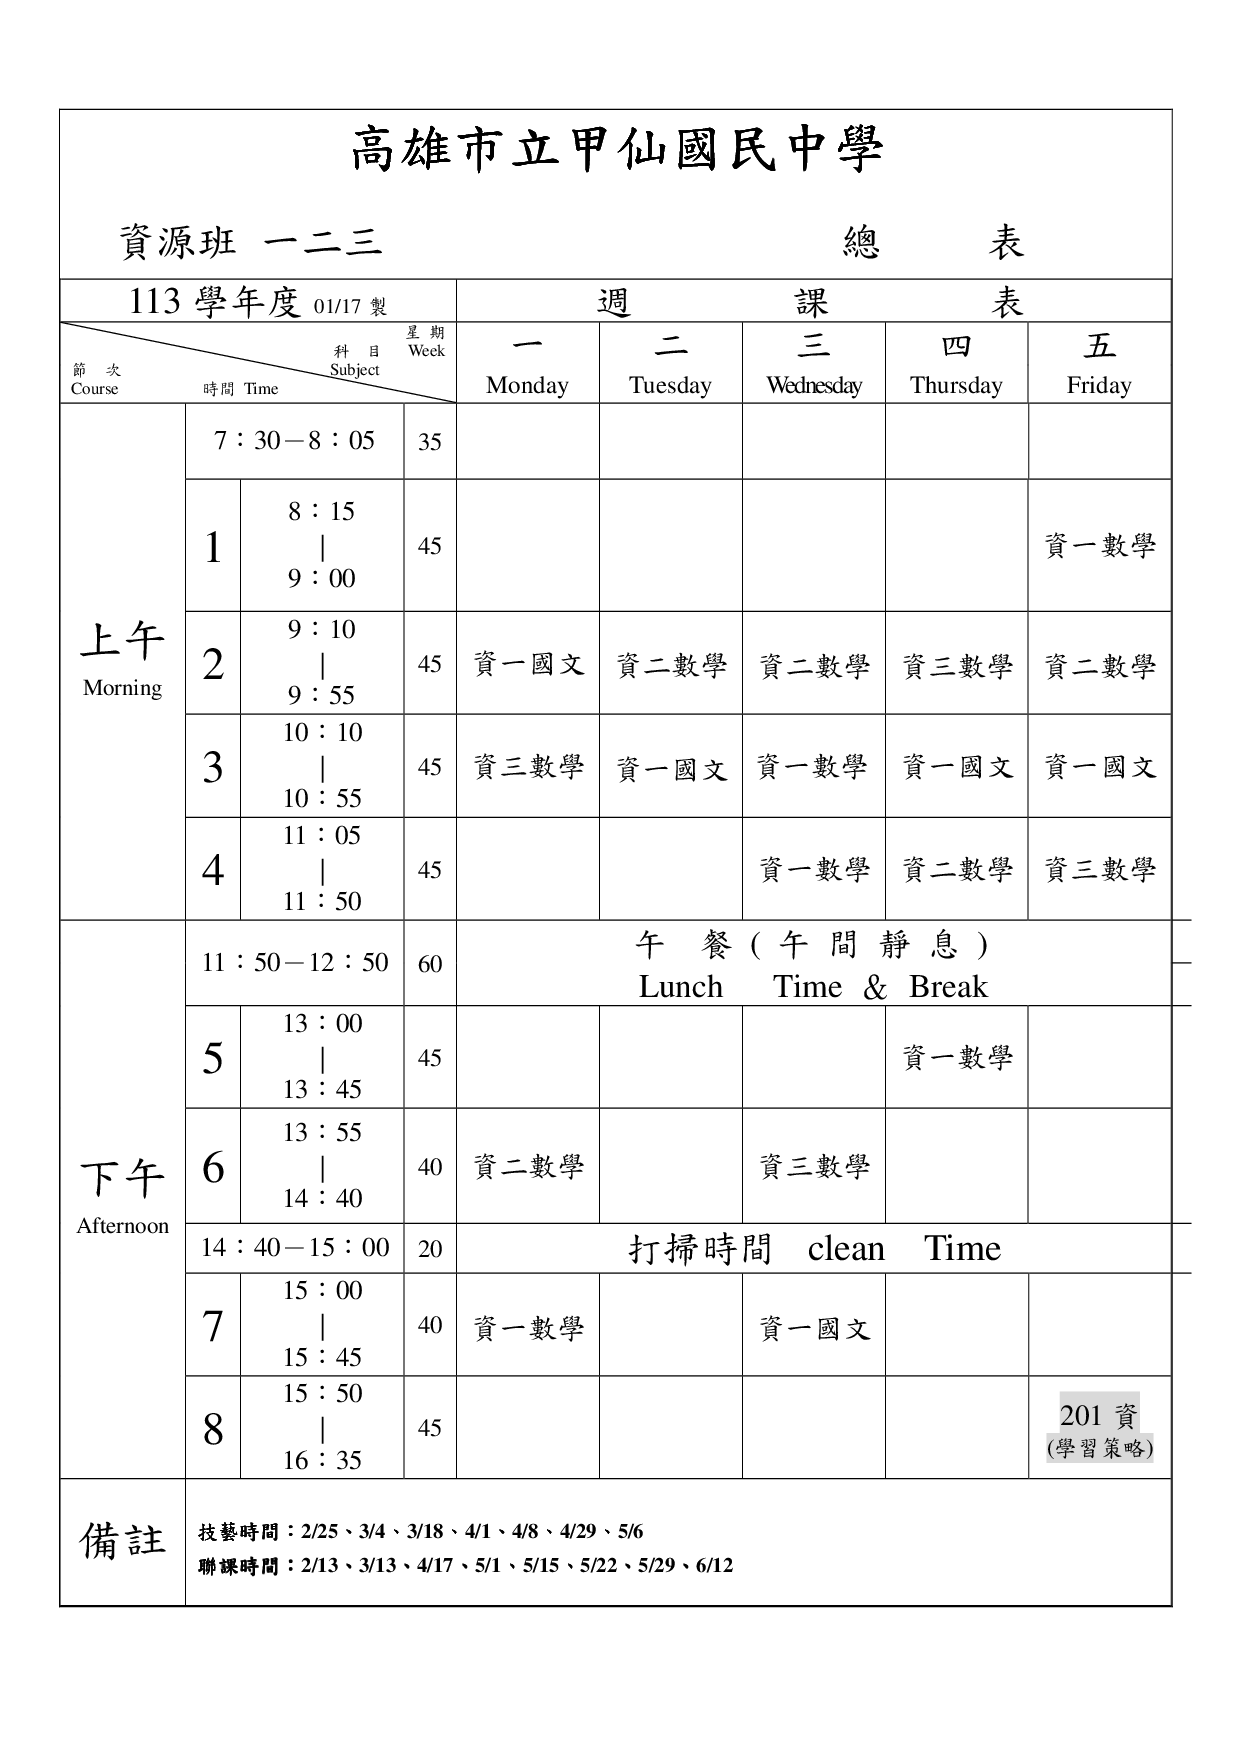 高雄市立甲仙國民中學
資源班 一二三 總 表
113 學年度 01/17 製 週 課 表
星 期
Week
科 目
Subject
節 次
Course
時間 Time
一 二 三 四 五
Monday Tuesday Wednesday Thursday Friday
上午
Morning
7：30－8：05 35
1 8：15 | 9：00 45 資一數學
2 9：10 | 9：55 45 資一國文 資二數學 資二數學 資三數學 資二數學
3 10：10 | 10：55 45 資三數學 資一國文 資一數學 資一國文 資一國文
4 11：05 | 11：50 45 資一數學 資二數學 資三數學
下午
Afternoon
11：50－12：50 60 午 餐 ( 午 間 靜 息 )
Lunch Time & Break
5 13：00 | 13：45 45 資一數學
6 13：55 | 14：40 40 資二數學 資三數學
14：40－15：00 20 打掃時間 clean Time
7 15：00 | 15：45 40 資一數學 資一國文
8 15：50 | 16：35 45 201 資
(學習策略)
備註
技藝時間：2/25、3/4、3/18、4/1、4/8、4/29、5/6
聯課時間：2/13、3/13、4/17、5/1、5/15、5/22、5/29、6/12